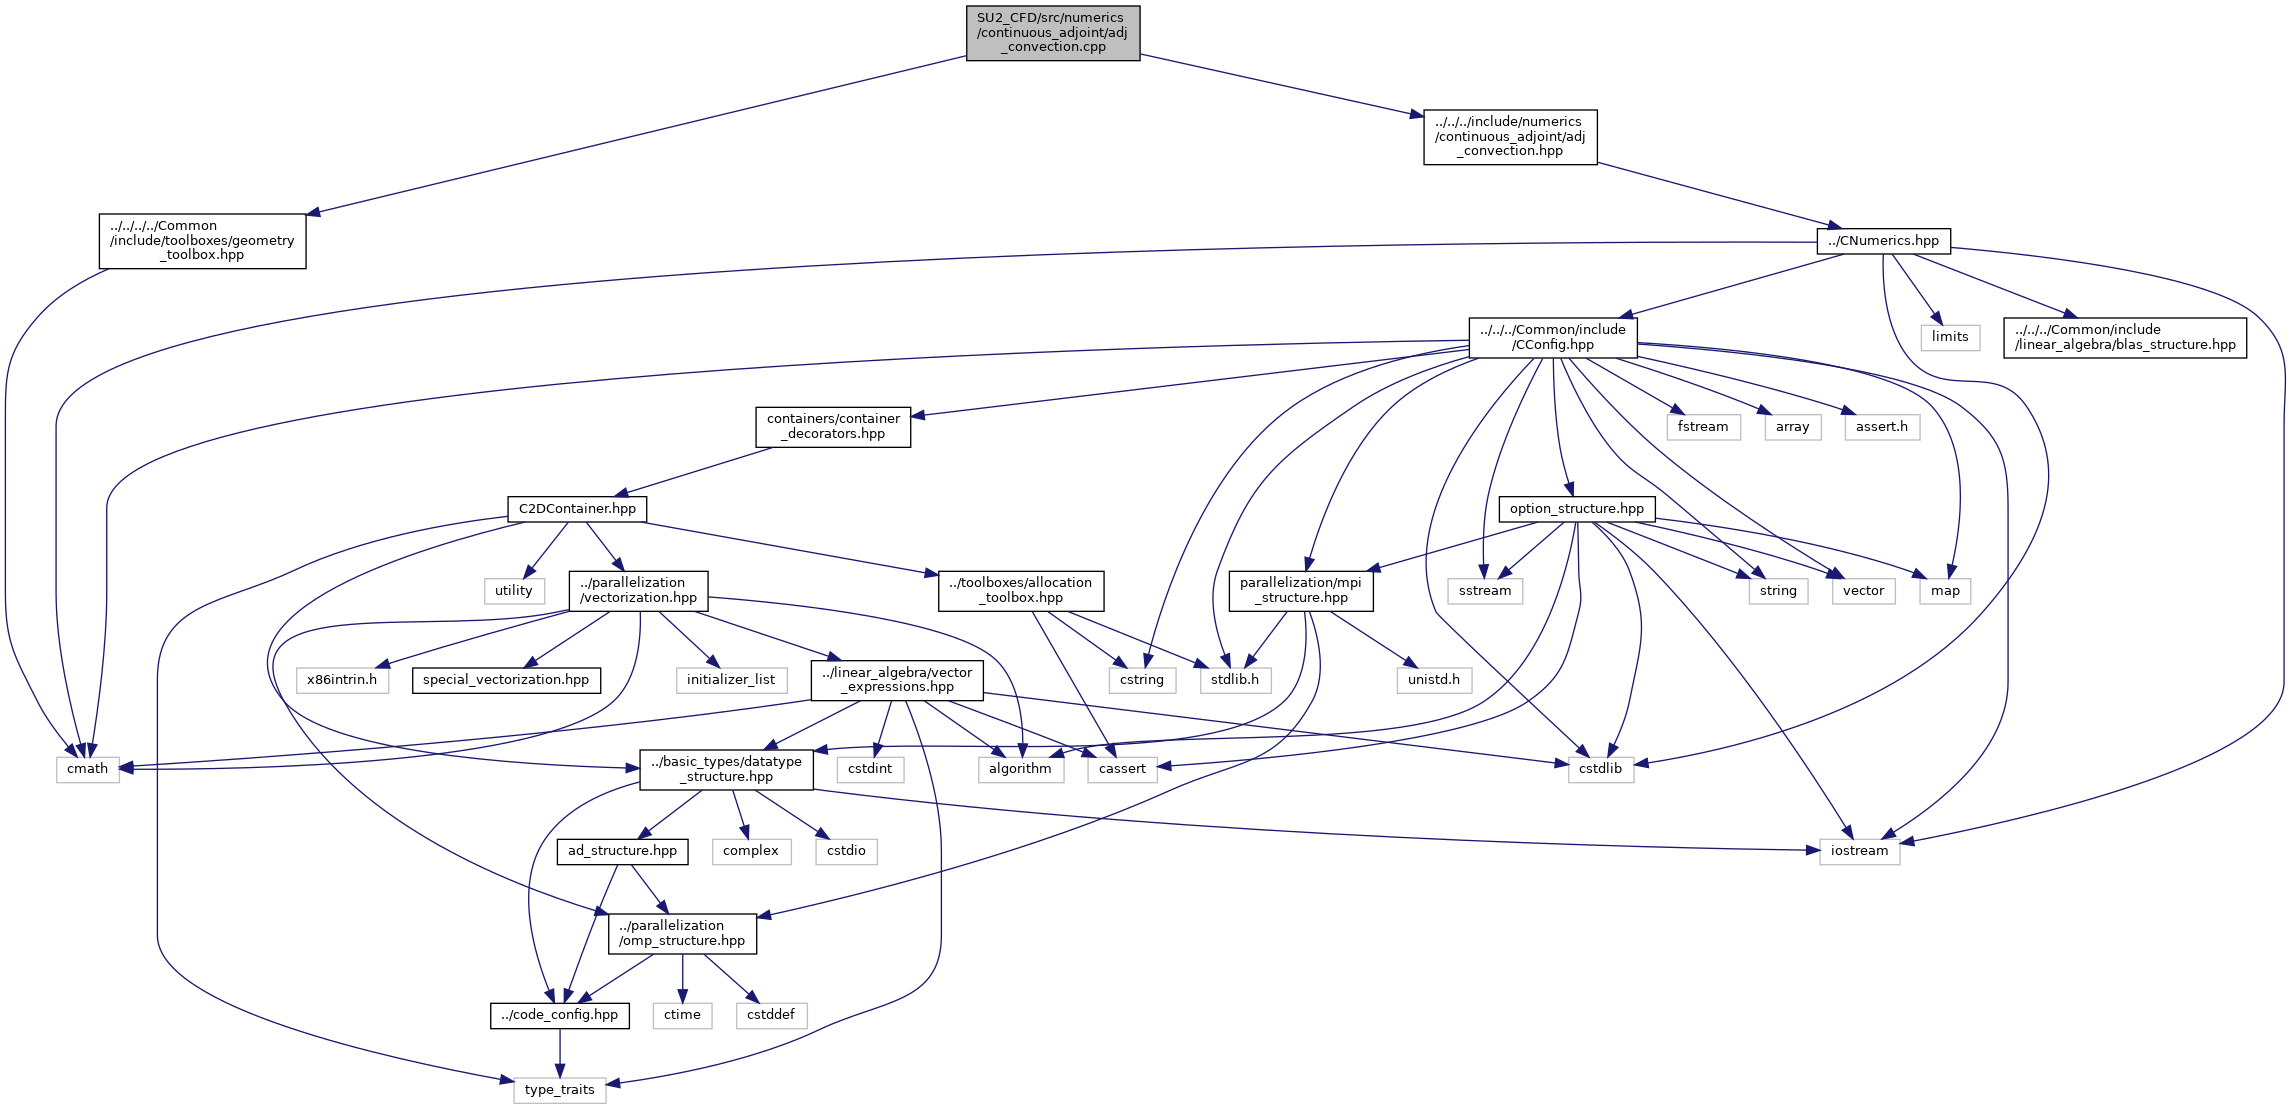 SU2_CFD/src/numerics
/continuous_adjoint/adj
_convection.cpp
../../../include/numerics
/continuous_adjoint/adj
_convection.hpp
../../../../Common
/include/toolboxes/geometry
_toolbox.hpp
../CNumerics.hpp
../../../Common/include
/CConfig.hpp
limits
../../../Common/include
/linear_algebra/blas_structure.hpp
containers/container
_decorators.hpp
fstream
array
assert.h
C2DContainer.hpp
option_structure.hpp
utility
../parallelization
/vectorization.hpp
../toolboxes/allocation
_toolbox.hpp
parallelization/mpi
_structure.hpp
sstream
string
vector
map
x86intrin.h
special_vectorization.hpp
initializer_list
../linear_algebra/vector
_expressions.hpp
cstring
stdlib.h
unistd.h
cmath
../basic_types/datatype
_structure.hpp
cstdint
algorithm
cassert
cstdlib
ad_structure.hpp
complex
cstdio
iostream
../parallelization
/omp_structure.hpp
../code_config.hpp
ctime
cstddef
type_traits